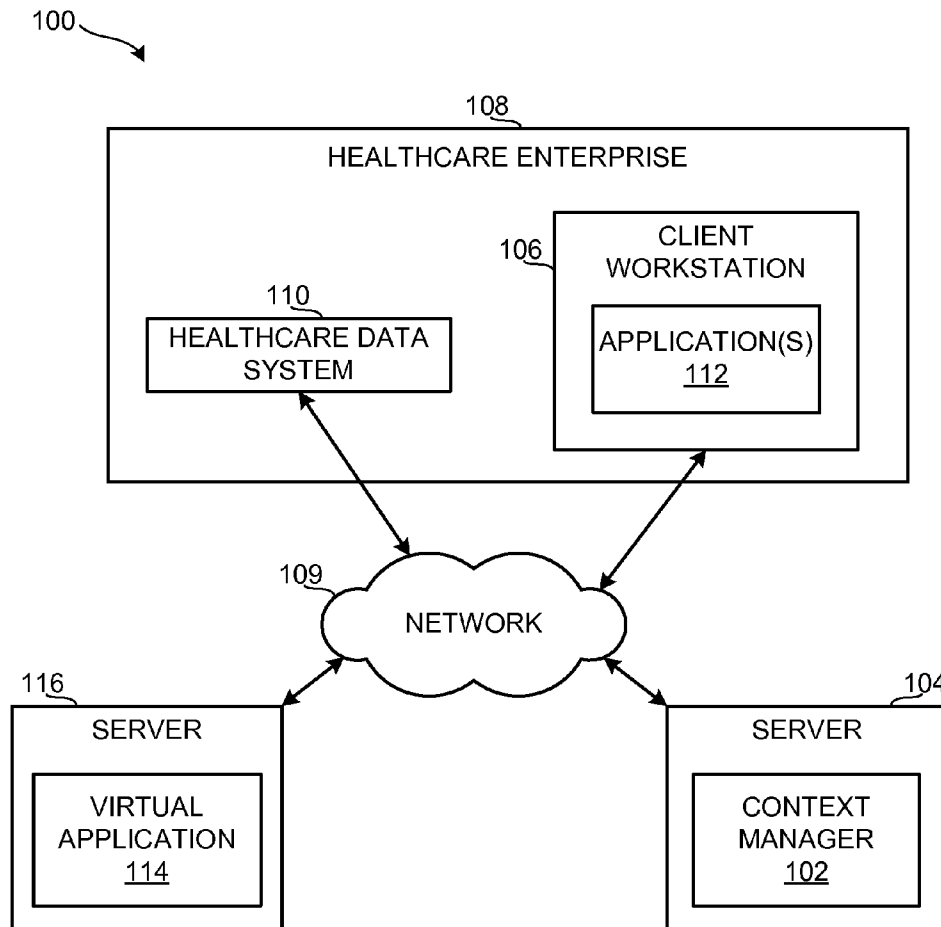 100
108
HEALTHCARE ENTERPRISE
106
CLIENT
WORKSTATION
110
HEALTHCARE DATA
SYSTEM
APPLICATION(S)
112
109
NETWORK
116
SERVER
VIRTUAL
APPLICATION
114
104
SERVER
CONTEXT
MANAGER
102